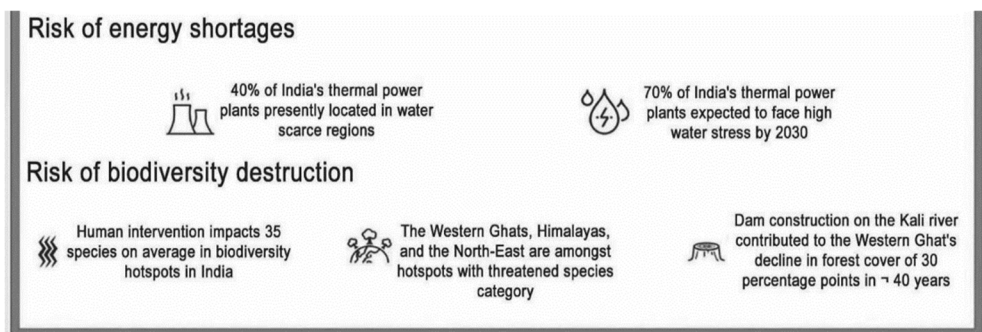 Risk of energy shortages
40% of India's thermal power
plants presently located in water
scarce regions
70% of India's thermal power
plants expected to face high
water stress by 2030
Risk of biodiversity destruction
Human intervention impacts 35
species on average in biodiversity
hotspots in India
The Western Ghats, Himalayas,
and the North-East are amongst
hotspots with threatened species
category
Dam construction on the Kali river
contributed to the Western Ghat's
decline in forest cover of 30
percentage points in ¬ 40 years